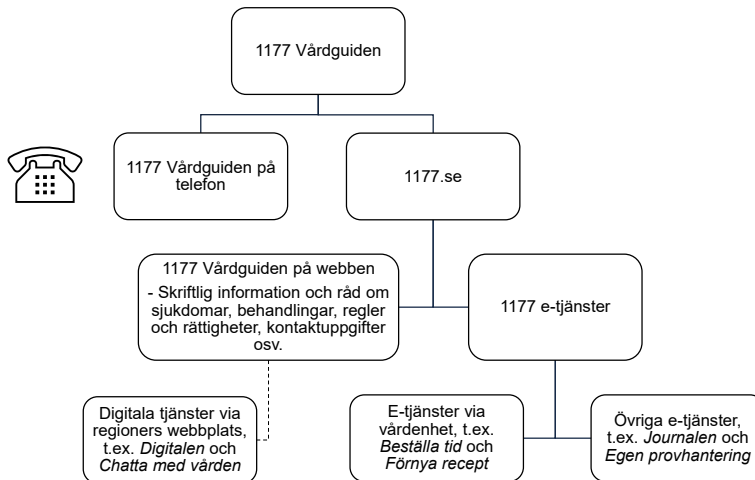 1177 Vårdguiden
1177 Vårdguiden på
telefon
1177.se
1177 Vårdguiden på webben
- Skriftlig information och råd om
sjukdomar, behandlingar, regler
och rättigheter, kontaktuppgifter
osv.
1177 e-tjänster
Digitala tjänster via
regioners webbplats,
t.ex. Digitalen och
Chatta med vården
E-tjänster via
vårdenhet, t.ex.
Beställa tid och
Förnya recept
Övriga e-tjänster,
t.ex. Journalen och
Egen provhantering